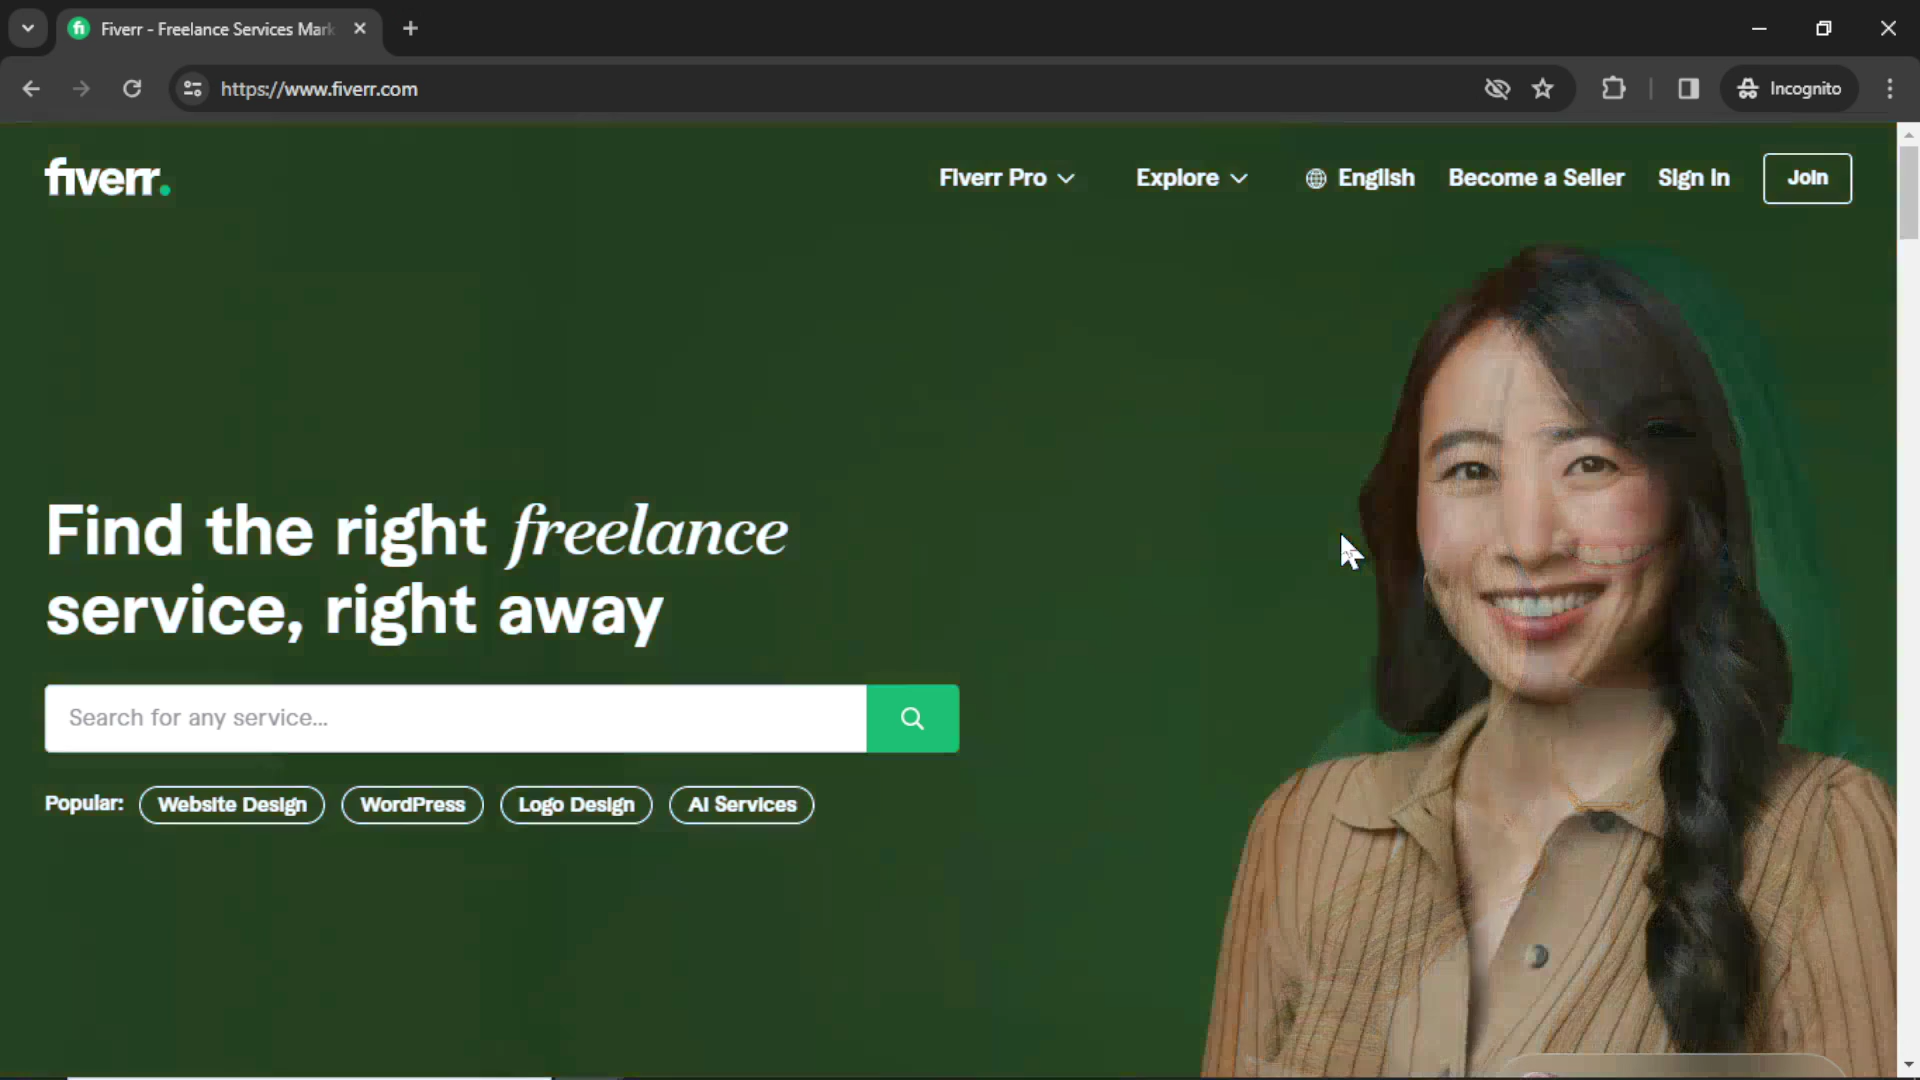 Fiverr - Freelance Services Mark
https://www.fiverr.com
Incognito
fiverr.
Fiverr Pro
Explore
English
Become a Seller
Sign In
Join
Find the right freelance
service, right away
Search for any service...
Popular:
Website Design
WordPress
Logo Design
AI Services